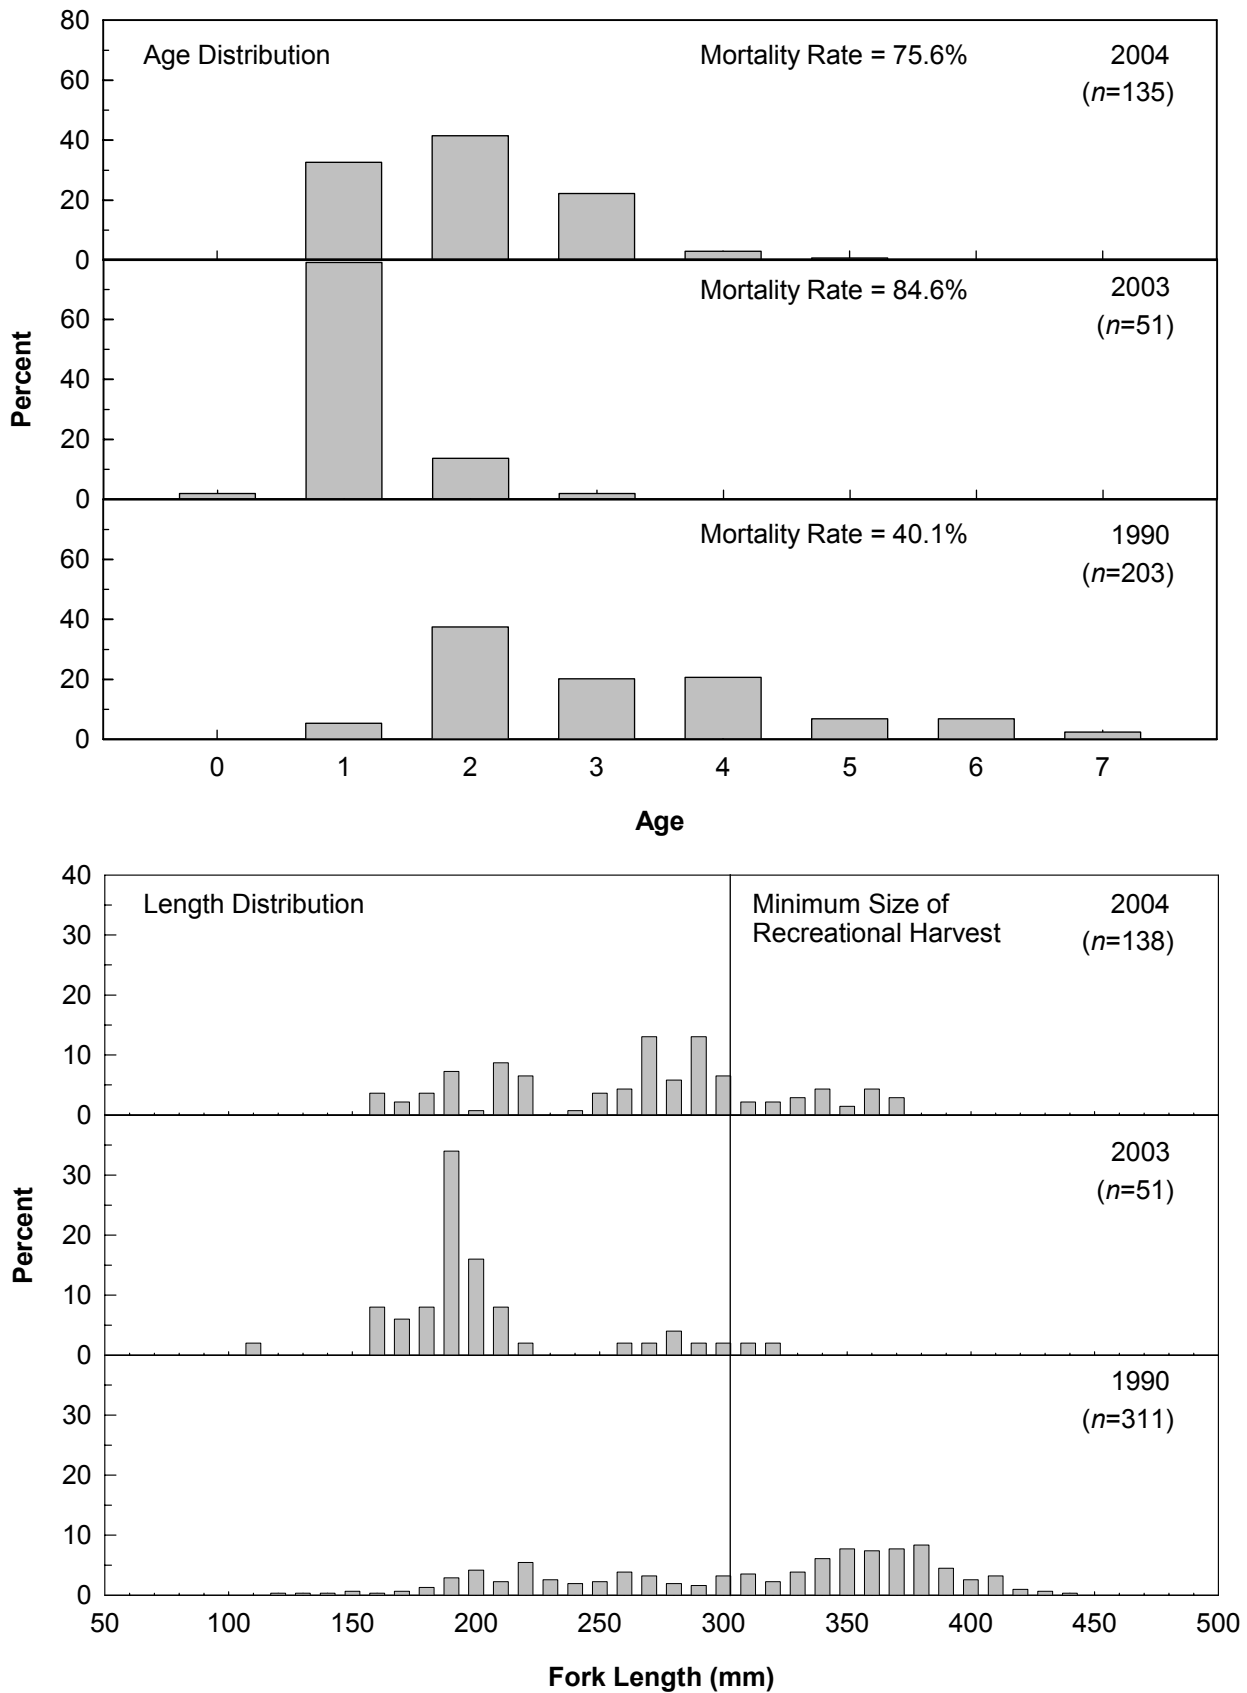 80
Age Distribution
Mortality Rate = 75.6%
2004
(n=135)
60
40
20
0
Mortality Rate = 84.6%
2003
(n=51)
60
40
20
0
Mortality Rate = 40.1%
1990
(n=203)
60
40
20
0
Percent
0 1 2 3 4 5 6 7
Age
40
Length Distribution
Minimum Size of
Recreational Harvest
2004
(n=138)
30
20
10
0
2003
(n=51)
30
20
10
0
1990
(n=311)
30
20
10
0
Percent
50 100 150 200 250 300 350 400 450 500
Fork Length (mm)